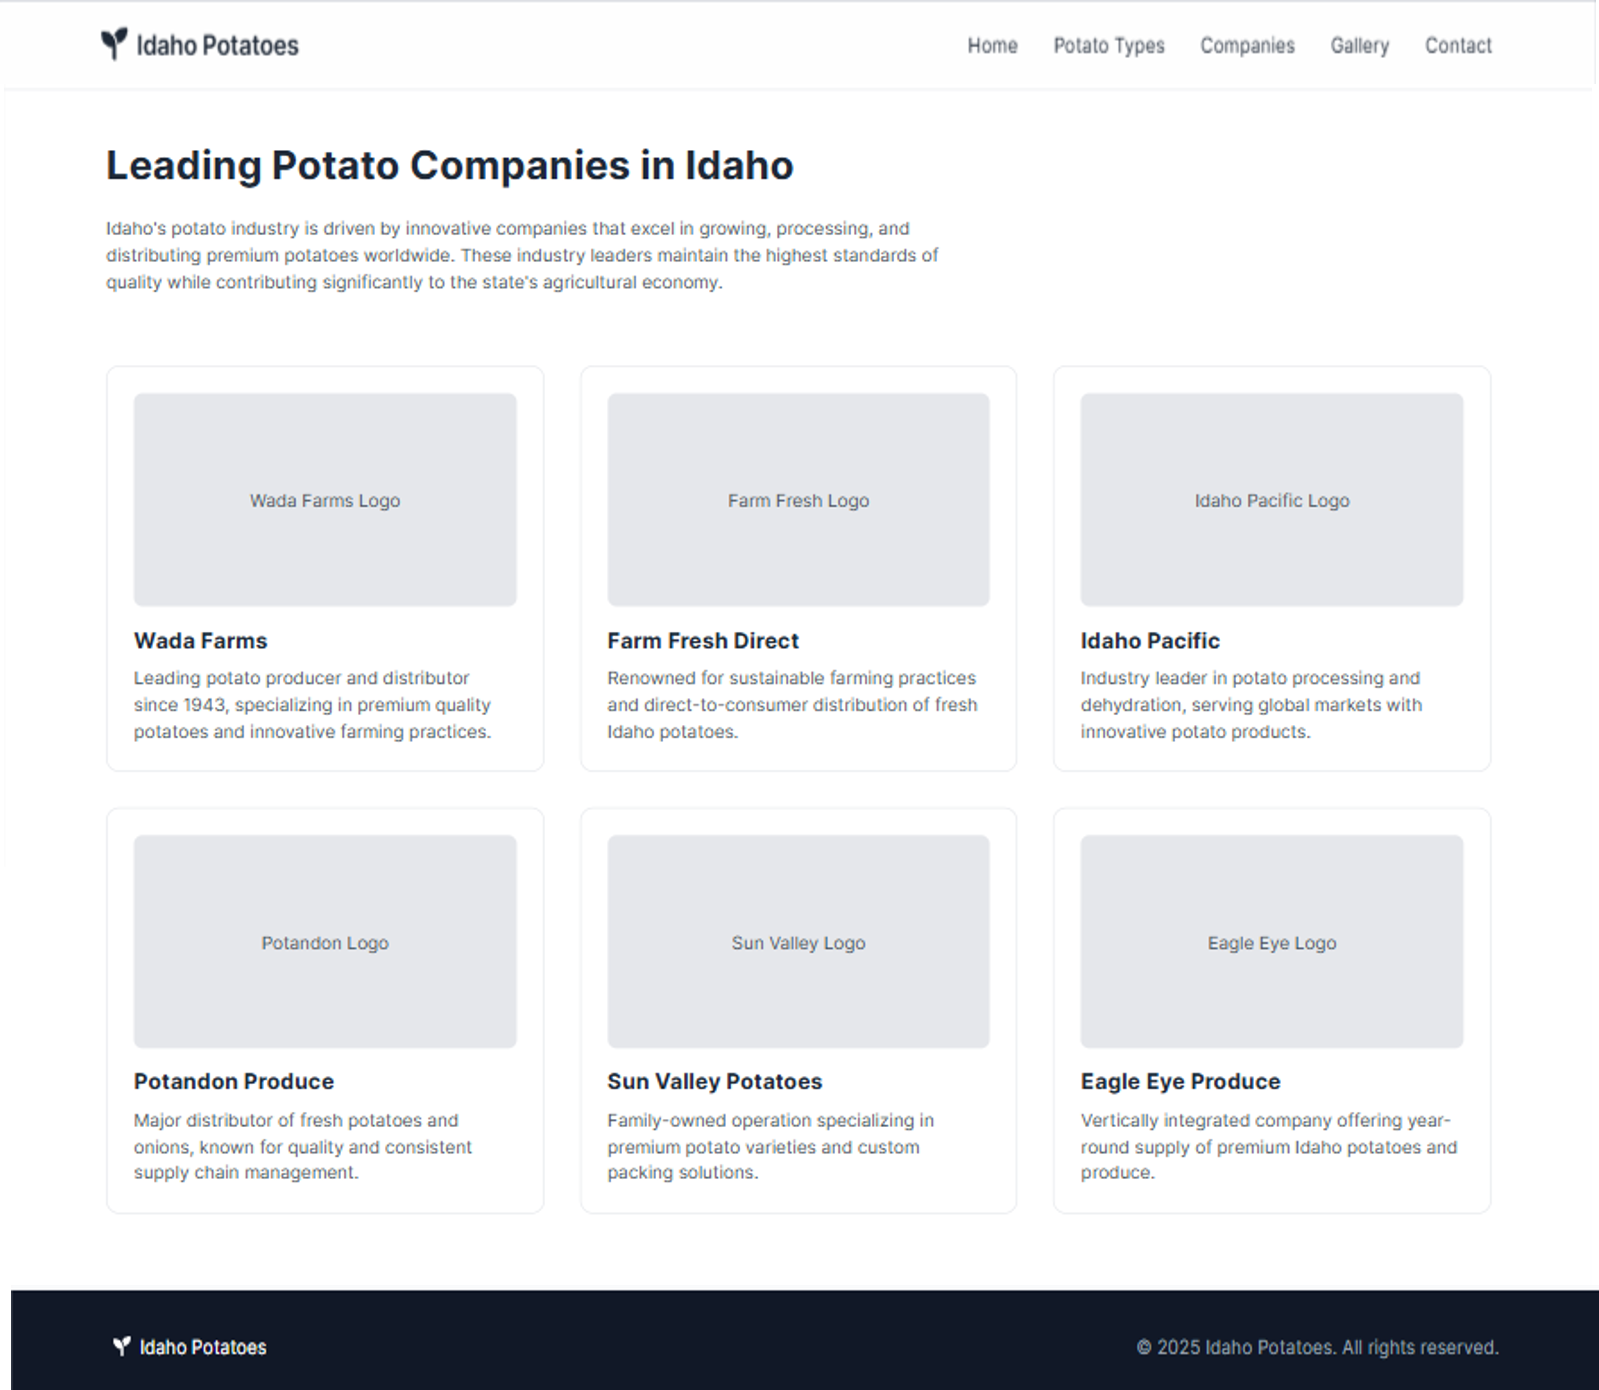 Idaho Potatoes
Home
Potato Types
Companies
Gallery
Contact
Leading Potato Companies in Idaho
Idaho's potato industry is driven by innovative companies that excel in growing, processing, and
distributing premium potatoes worldwide. These industry leaders maintain the highest standards of
quality while contributing significantly to the state's agricultural economy.
Wada Farms Logo
Wada Farms
Leading potato producer and distributor
since 1943, specializing in premium quality
potatoes and innovative farming practices.
Farm Fresh Logo
Farm Fresh Direct
Renowned for sustainable farming practices
and direct-to-consumer distribution of fresh
Idaho potatoes.
Idaho Pacific Logo
Idaho Pacific
Industry leader in potato processing and
dehydration, serving global markets with
innovative potato products.
Potandon Logo
Potandon Produce
Major distributor of fresh potatoes and
onions, known for quality and consistent
supply chain management.
Sun Valley Logo
Sun Valley Potatoes
Family-owned operation specializing in
premium potato varieties and custom
packing solutions.
Eagle Eye Logo
Eagle Eye Produce
Vertically integrated company offering year-
round supply of premium Idaho potatoes and
produce.
Idaho Potatoes
© 2025 Idaho Potatoes. All rights reserved.